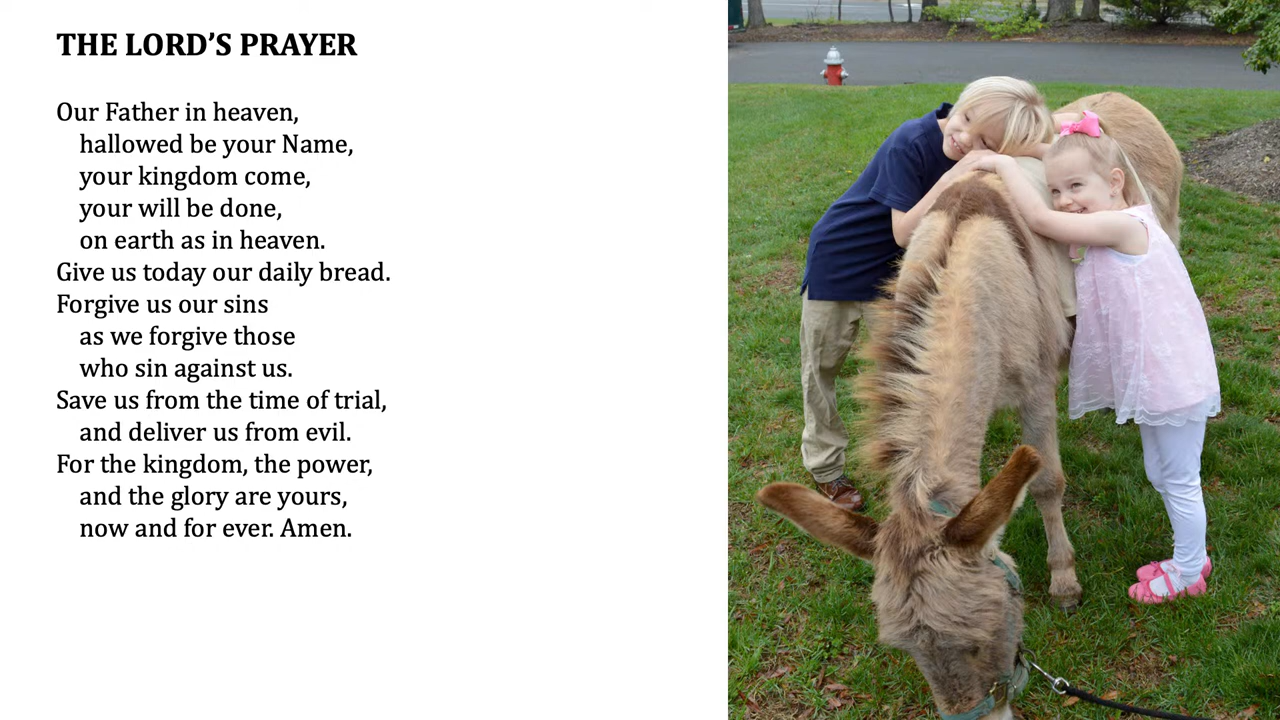 THE LORD’S PRAYER
Our Father in heaven,
hallowed be your Name,
your kingdom come,
your will be done,
on earth as in heaven.
Give us today our daily bread.
Forgive us our sins
as we forgive those
who sin against us.
Save us from the time of trial,
and deliver us from evil.
For the kingdom, the power,
and the glory are yours,
now and for ever. Amen.